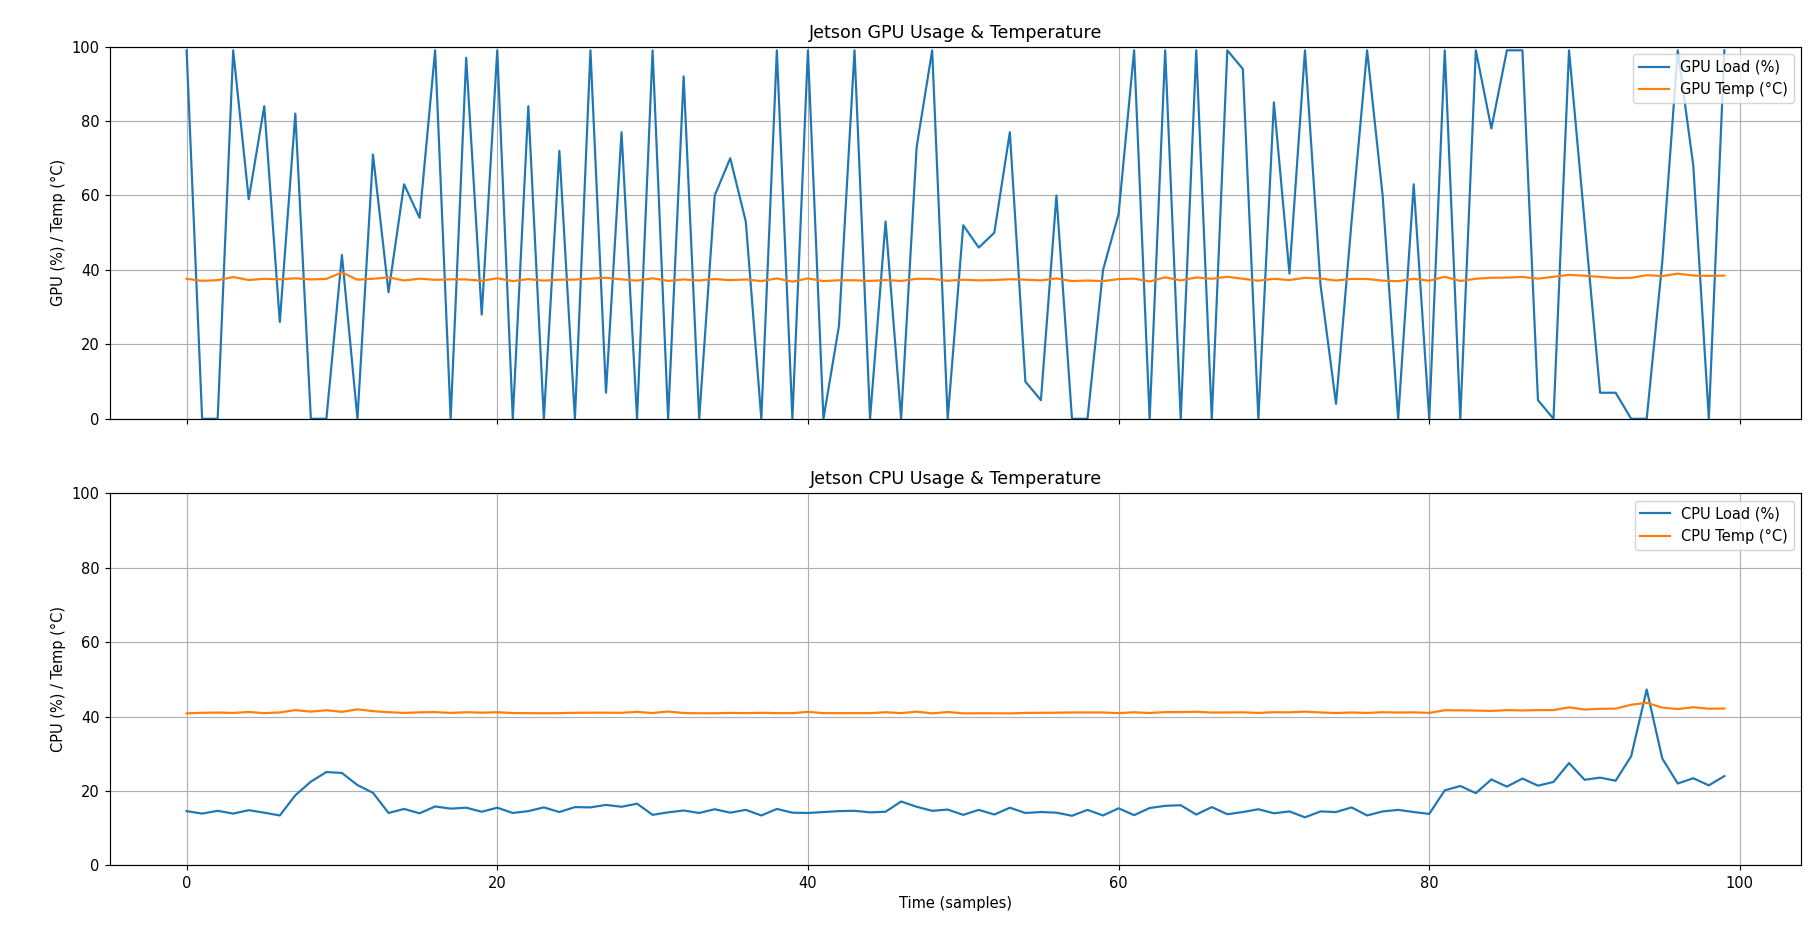 Jetson GPU Usage & Temperature
GPU (%) / Temp (°C)
100
80
60
40
20
0
GPU Load (%)
GPU Temp (°C)
Jetson CPU Usage & Temperature
CPU (%) / Temp (°C)
100
80
60
40
20
0
CPU Load (%)
CPU Temp (°C)
0 20 40 60 80 100
Time (samples)